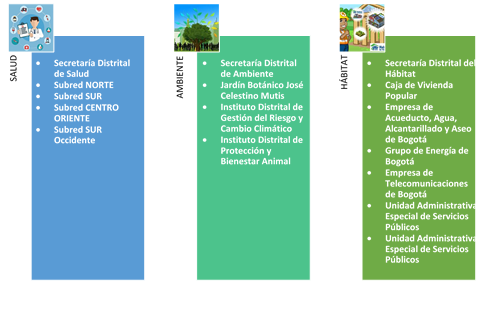 SALUD
• Secretaría Distrital
de Salud
• Subred NORTE
• Subred SUR
• Subred CENTRO
ORIENTE
• Subred SUR
Occidente
AMBIENTE
• Secretaría Distrital
de Ambiente
• Jardín Botánico José
Celestino Mutis
• Instituto Distrital de
Gestión del Riesgo y
Cambio Climático
• Instituto Distrital de
Protección y
Bienestar Animal
HÁBITAT
• Secretaría Distrital del
Hábitat
• Caja de Vivienda
Popular
• Empresa de
Acueducto, Agua,
Alcantarillado y Aseo
de Bogotá
• Grupo de Energía de
Bogotá
• Empresa de
Telecomunicaciones
de Bogotá
• Unidad Administrativa
Especial de Servicios
Públicos
• Unidad Administrativa
Especial de Servicios
Públicos